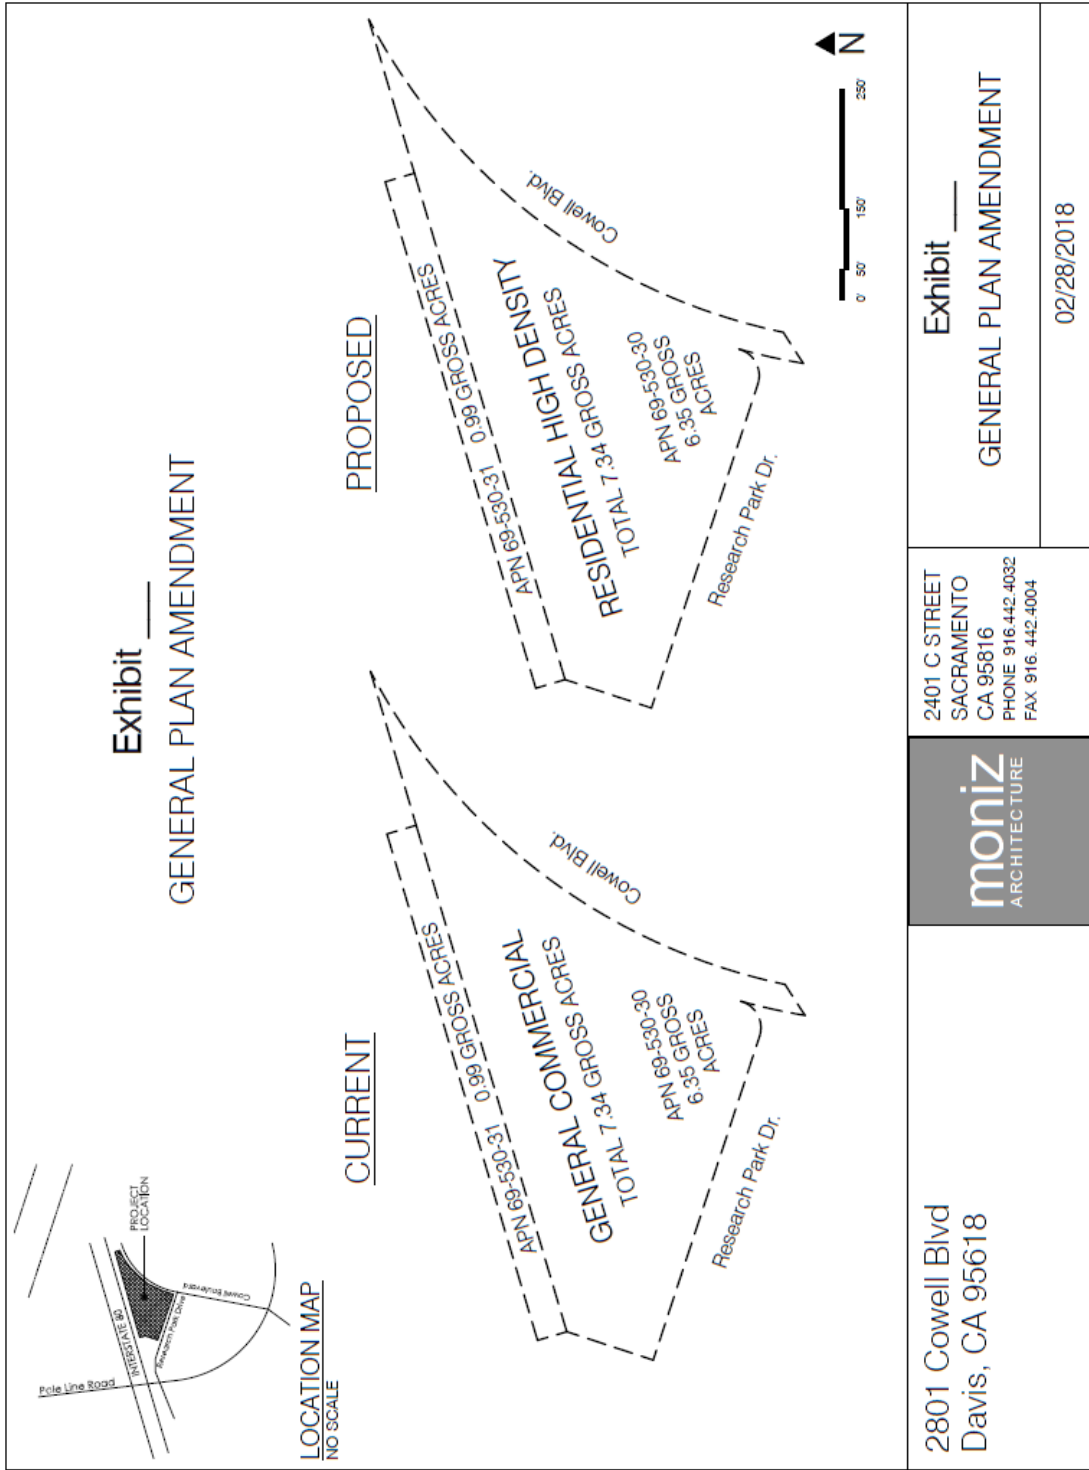 Exhibit ___
GENERAL PLAN AMENDMENT
Pole Line Road
INTERSTATE 80
Research Park Drive
Cowell Boulevard
PROJECT
LOCATION
LOCATION MAP
NO SCALE
CURRENT
APN 69-530-31 0.99 GROSS ACRES
GENERAL COMMERCIAL
TOTAL 7.34 GROSS ACRES
APN 69-530-30
6.35 GROSS
ACRES
Cowell Blvd.
Research Park Dr.
PROPOSED
APN 69-530-31 0.99 GROSS ACRES
RESIDENTIAL HIGH DENSITY
TOTAL 7.34 GROSS ACRES
APN 69-530-30
6.35 GROSS
ACRES
Cowell Blvd.
Research Park Dr.
N
0' 50' 150' 250'
2801 Cowell Blvd
Davis, CA 95618
moniz
ARCHITECTURE
2401 C STREET
SACRAMENTO
CA 95816
PHONE 916.442.4032
FAX 916. 442.4004
Exhibit ___
GENERAL PLAN AMENDMENT
02/28/2018